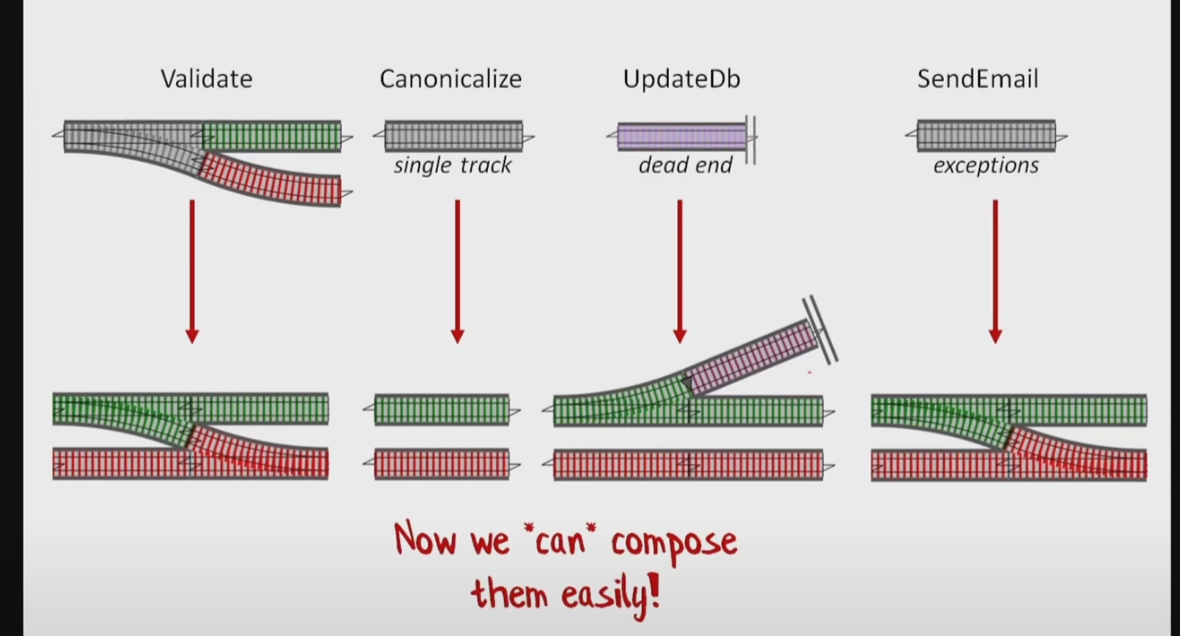 Validate
Canonicalize
UpdateDb
SendEmail
single track
dead end
exceptions
Now we *can* compose
them easily!